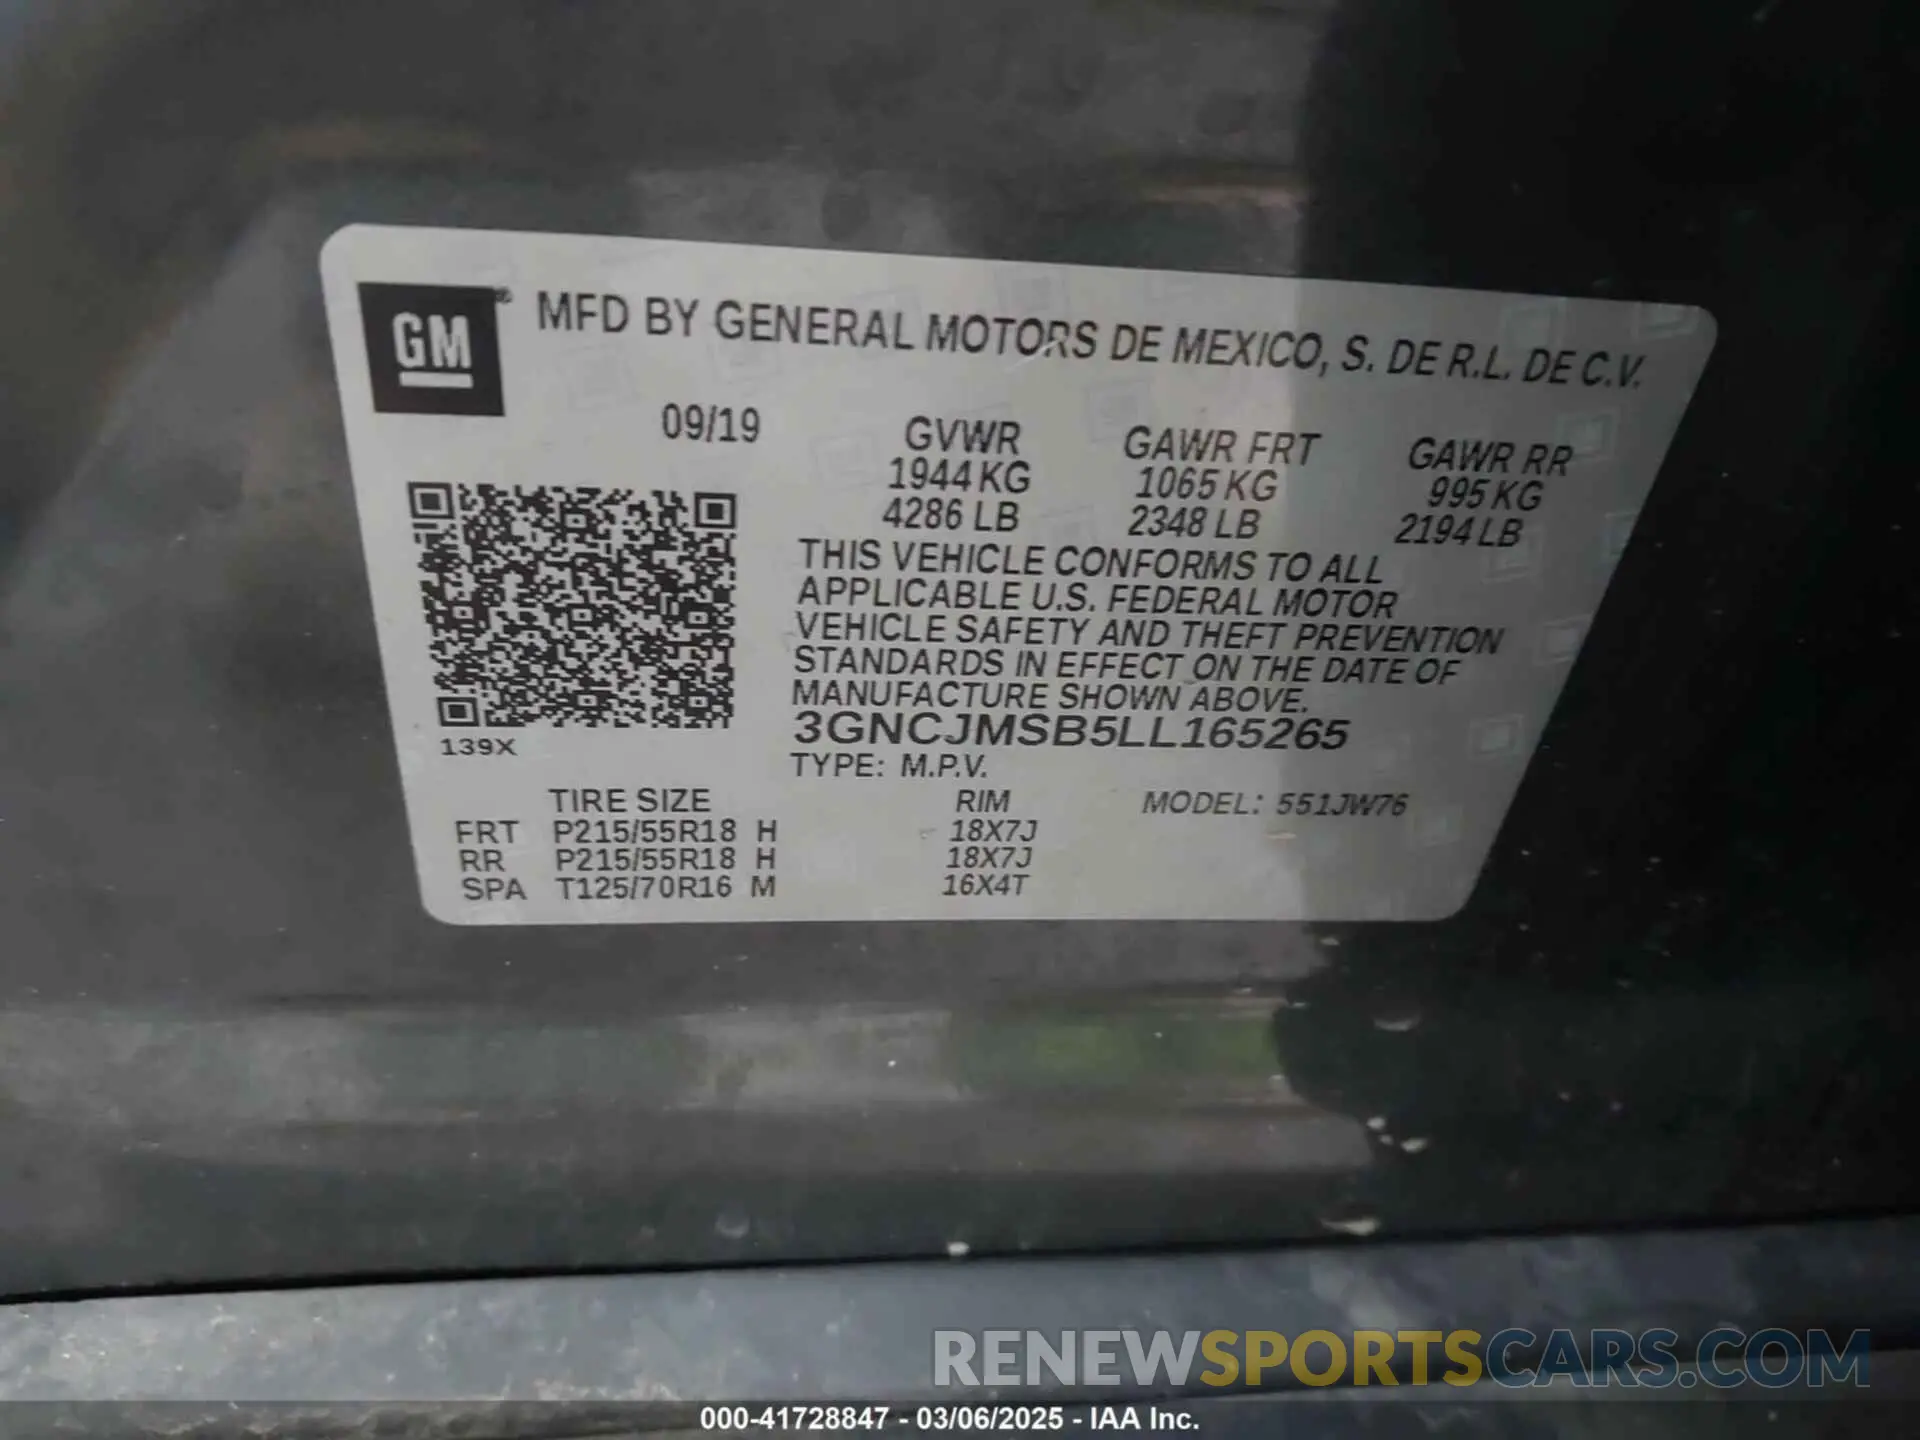 GM® MFD BY GENERAL MOTORS DE MEXICO, S. DE R.L. DE C.V.
09/19
GVWR GAWR FRT GAWR RR
1944 KG 1065 KG 995 KG
4286 LB 2348 LB 2194 LB
THIS VEHICLE CONFORMS TO ALL
APPLICABLE U.S. FEDERAL MOTOR
VEHICLE SAFETY AND THEFT PREVENTION
STANDARDS IN EFFECT ON THE DATE OF
MANUFACTURE SHOWN ABOVE.
3GNCJMSB5LL165265
139X
TYPE: M.P.V.
TIRE SIZE RIM MODEL: 551JW76
FRT P215/55R18 H 18X7J
RR P215/55R18 H 18X7J
SPA T125/70R16 M 16X4T
RENEWSPORTSCARS.COM
000-41728847 - 03/06/2025 - IAA Inc.